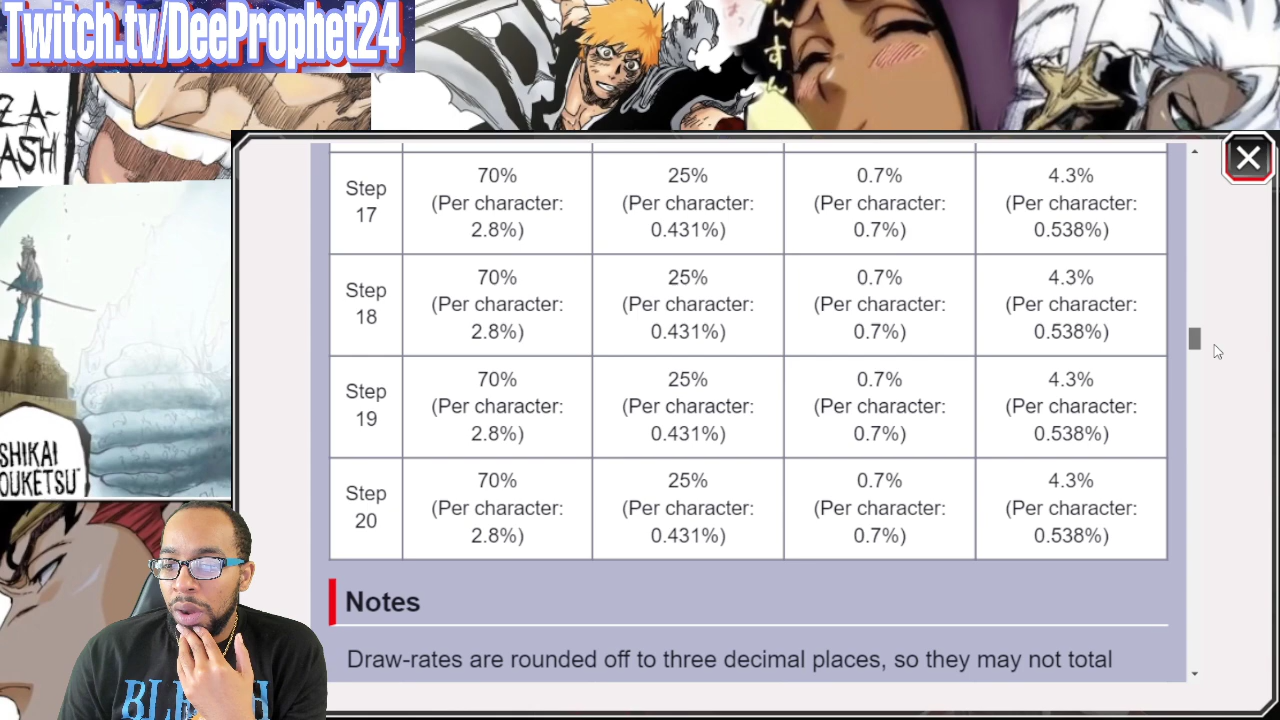 Twitch.tv/DeeProphet24
ZA-
ASHI
SHIKAI
OUKETSU
Step
17
70%
(Per character:
2.8%)
25%
(Per character:
0.431%)
0.7%
(Per character:
0.7%)
4.3%
(Per character:
0.538%)
Step
18
70%
(Per character:
2.8%)
25%
(Per character:
0.431%)
0.7%
(Per character:
0.7%)
4.3%
(Per character:
0.538%)
Step
19
70%
(Per character:
2.8%)
25%
(Per character:
0.431%)
0.7%
(Per character:
0.7%)
4.3%
(Per character:
0.538%)
Step
20
70%
(Per character:
2.8%)
25%
(Per character:
0.431%)
0.7%
(Per character:
0.7%)
4.3%
(Per character:
0.538%)
Notes
Draw-rates are rounded off to three decimal places, so they may not total